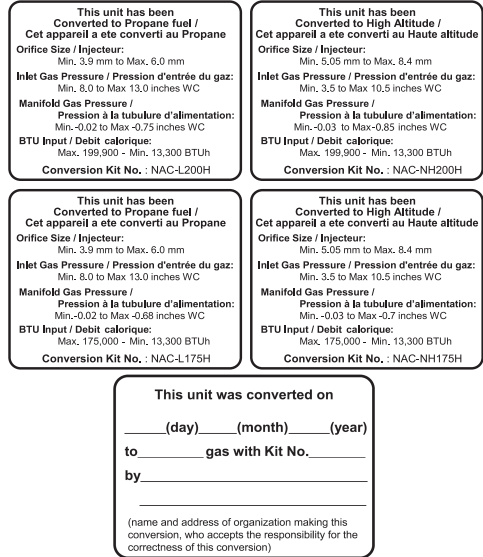 This unit has been
Converted to Propane fuel /
Cet appareil a ete converti au Propane
Orifice Size / Injecteur:
Min. 3.9 mm to Max. 6.0 mm
Inlet Gas Pressure / Pression d'entrée du gaz:
Min. 8.0 to Max 13.0 inches WC
Manifold Gas Pressure /
Pression à la tubulure d'alimentation:
Min.-0.02 to Max -0.75 inches WC
BTU Input / Debit calorique:
Max. 199,900 - Min. 13,300 BTUh
Conversion Kit No. : NAC-L200H
This unit has been
Converted to High Altitude /
Cet appareil a ete converti au Haute altitude
Orifice Size / Injecteur:
Min. 5.05 mm to Max. 8.4 mm
Inlet Gas Pressure / Pression d'entrée du gaz:
Min. 3.5 to Max 10.5 inches WC
Manifold Gas Pressure /
Pression à la tubulure d'alimentation:
Min. -0.03 to Max-0.85 inches WC
BTU Input / Debit calorique:
Max. 199,900 - Min. 13,300 BTUh
Conversion Kit No. : NAC-NH200H
This unit has been
Converted to Propane fuel /
Cet appareil a ete converti au Propane
Orifice Size / Injecteur:
Min. 3.9 mm to Max. 6.0 mm
Inlet Gas Pressure / Pression d'entrée du gaz:
Min. 8.0 to Max 13.0 inches WC
Manifold Gas Pressure /
Pression à la tubulure d'alimentation:
Min.-0.02 to Max -0.68 inches WC
BTU Input / Debit calorique:
Max. 175,000 - Min. 13,300 BTUh
Conversion Kit No. : NAC-L175H
This unit has been
Converted to High Altitude /
Cet appareil a ete converti au Haute altitude
Orifice Size / Injecteur:
Min. 5.05 mm to Max. 8.4 mm
Inlet Gas Pressure / Pression d'entrée du gaz:
Min. 3.5 to Max 10.5 inches WC
Manifold Gas Pressure /
Pression à la tubulure d'alimentation:
Min. -0.03 to Max -0.7 inches WC
BTU Input / Debit calorique:
Max. 175,000 - Min. 13,300 BTUh
Conversion Kit No. : NAC-NH175H
This unit was converted on
_____(day)_____(month)_____(year)
to_________ gas with Kit No.________
by________________________________
(name and address of organization making this
conversion, who accepts the responsibility for the
correctness of this conversion)